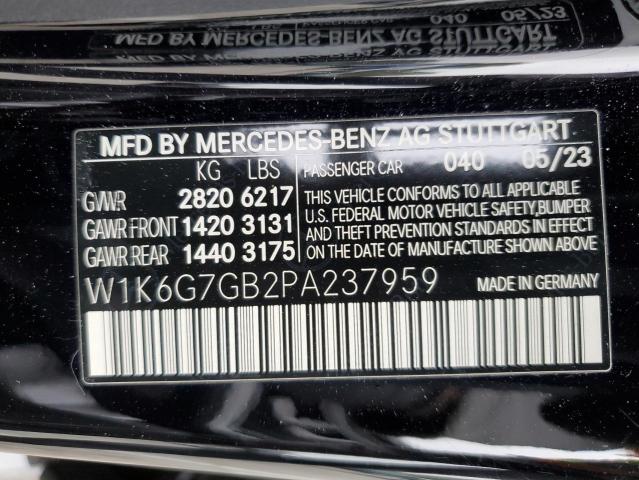 MFD BY MERCEDES-BENZ AG STUTTGART
KG LBS PASSENGER CAR 040 05/23
GVWR 2820 6217
GAWR FRONT 1420 3131
GAWR REAR 1440 3175
THIS VEHICLE CONFORMS TO ALL APPLICABLE
U.S. FEDERAL MOTOR VEHICLE SAFETY, BUMPER
AND THEFT PREVENTION STANDARDS IN EFFECT
ON THE DATE OF MANUFACTURE SHOWN ABOVE.
W1K6G7GB2PA237959
MADE IN GERMANY